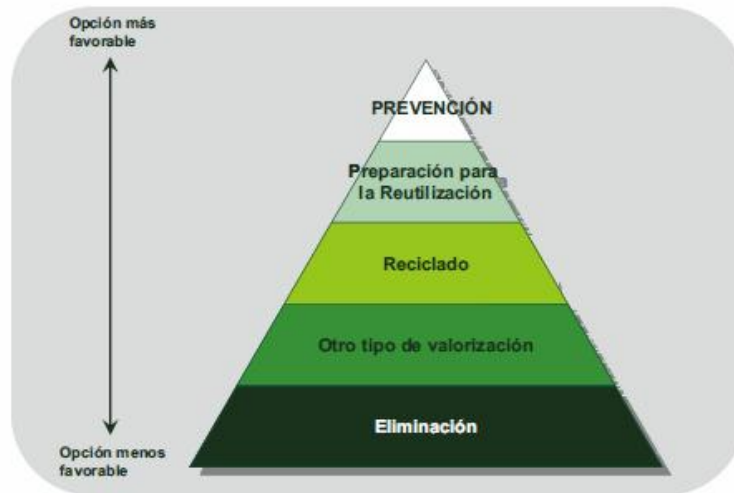 Opción más
favorable
PREVENCIÓN
Preparación para
la Reutilización
Reciclado
Otro tipo de valorización
Eliminación
Opción menos
favorable